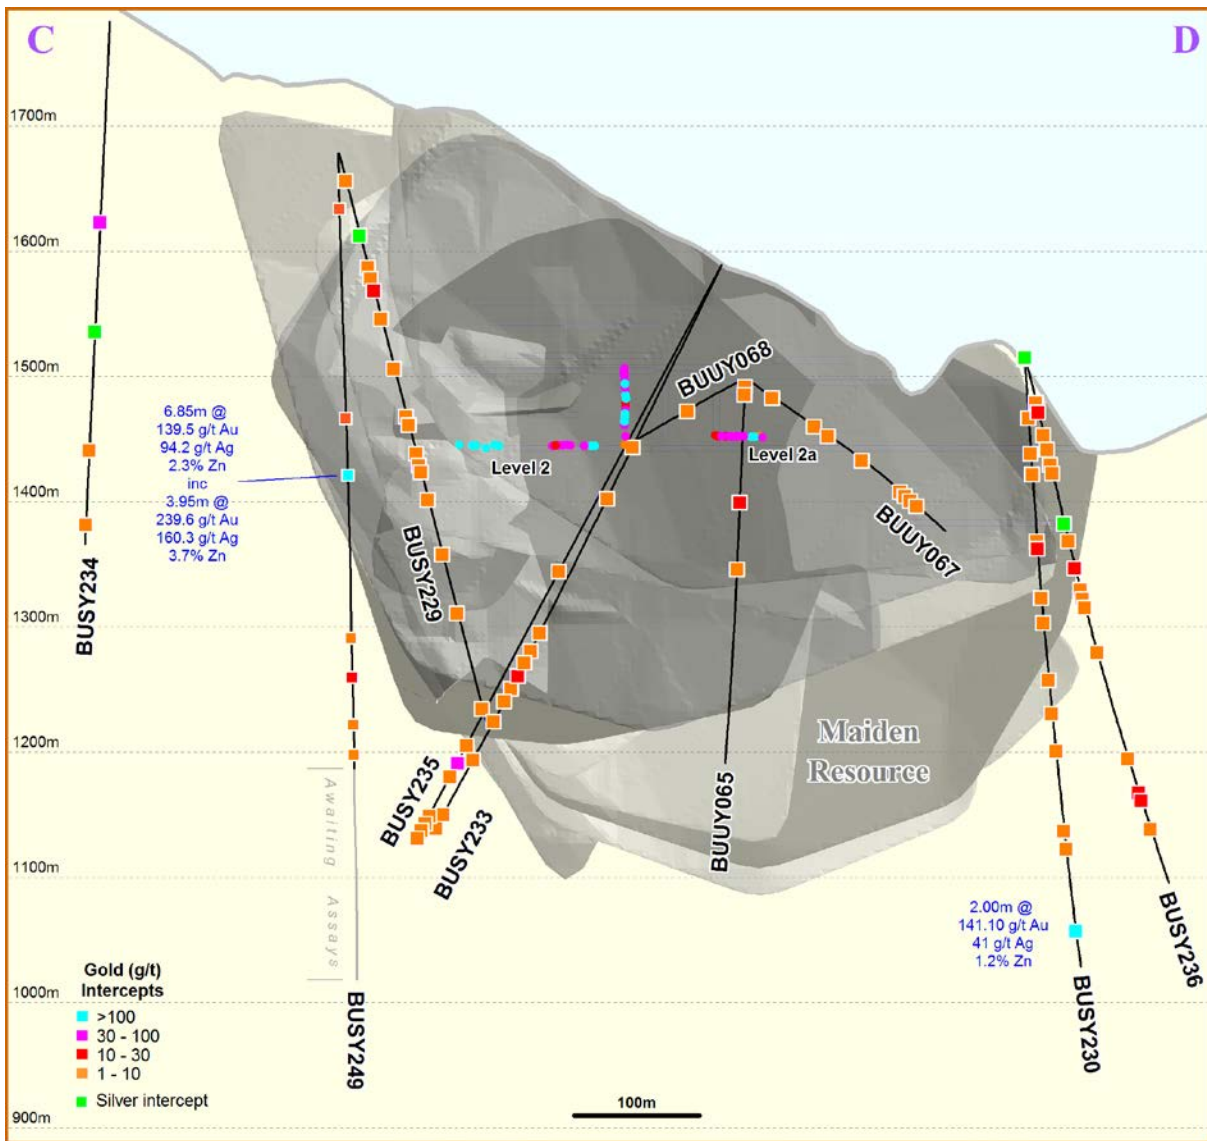 C
D
1700m
1600m
1500m
1400m
1300m
1200m
1100m
1000m
900m
6.85m @
139.5 g/t Au
94.2 g/t Ag
2.3% Zn
inc
3.95m @
239.6 g/t Au
160.3 g/t Ag
3.7% Zn
BUSY234
BUSY229
BUUY068
Level 2
Level 2a
BUUY067
BUSY235
BUSY233
BUUY065
Maiden
Resource
Awaiting Assays
BUSY249
2.00m @
141.10 g/t Au
41 g/t Ag
1.2% Zn
BUSY230
BUSY236
Gold (g/t)
Intercepts
>100
30 - 100
10 - 30
1 - 10
Silver intercept
100m